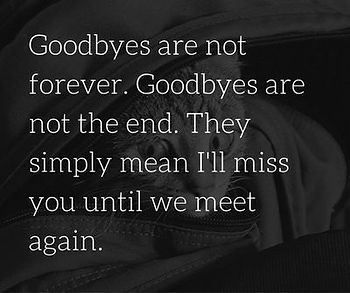 Goodbyes are not
forever. Goodbyes are
not the end. They
simply mean I'll miss
you until we meet
again.